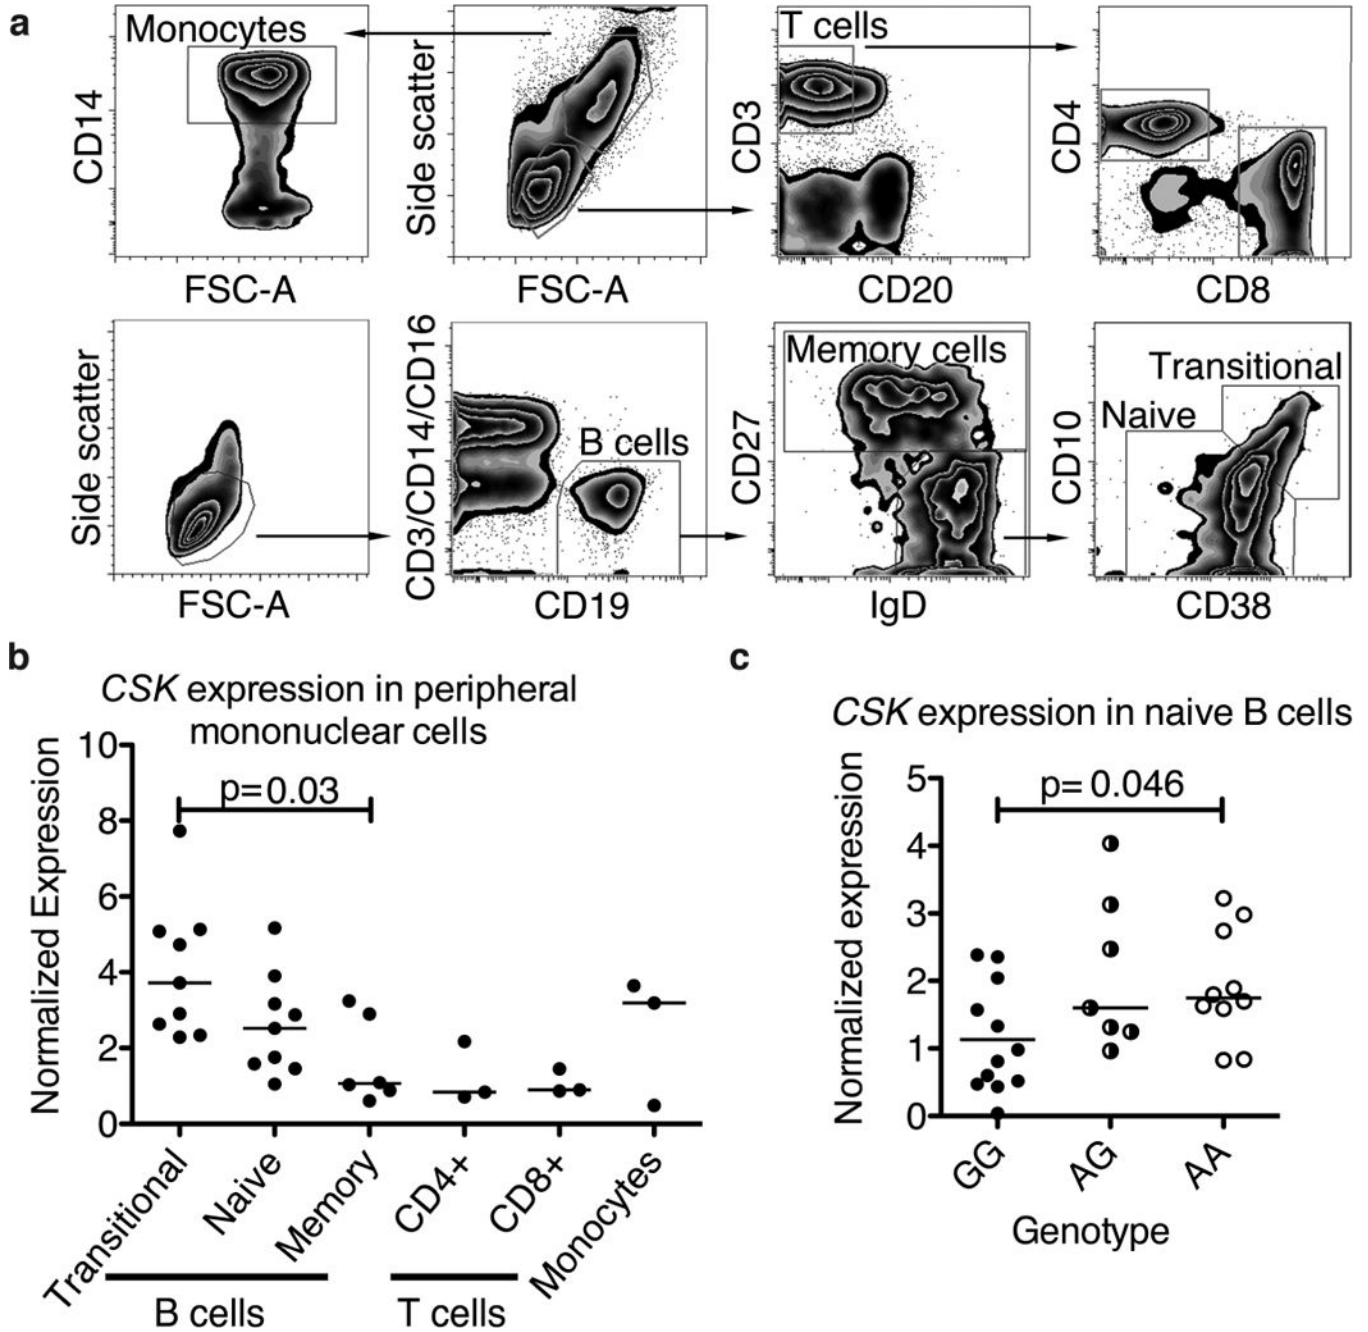 a
Monocytes
CD14
FSC-A
Side scatter
FSC-A
T cells
CD3
CD20
CD4
CD8
Side scatter
FSC-A
CD3/CD14/CD16
B cells
CD19
Memory cells
CD27
IgD
Transitional
Naive
CD10
CD38
b
CSK expression in peripheral
mononuclear cells
Normalized Expression
10
8
6
4
2
0
p= 0.03
Transitional
Naive
Memory
CD4+
CD8+
Monocytes
B cells
T cells
c
CSK expression in naive B cells
Normalized expression
5
4
3
2
1
0
p= 0.046
GG
AG
AA
Genotype